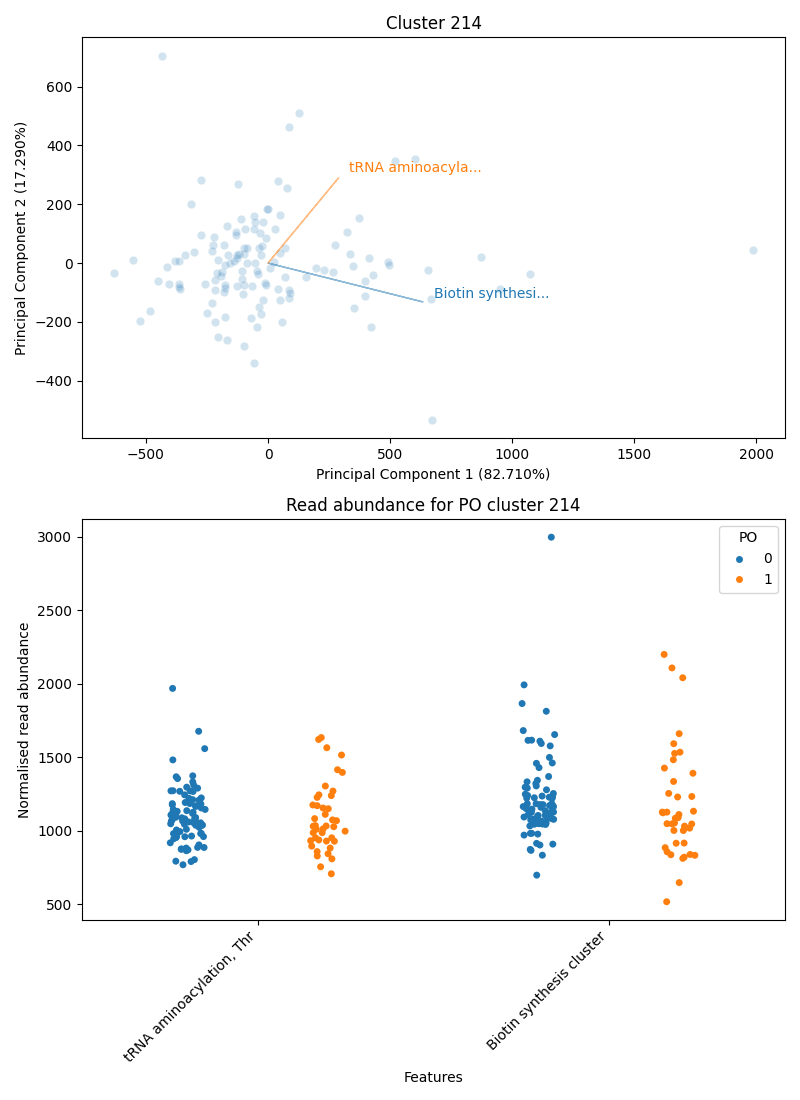 Cluster 214
600
400
200
0
−200
−400
Principal Component 2 (17.290%)
tRNA aminoacyla...
Biotin synthesi...
−500
0
500
1000
1500
2000
Principal Component 1 (82.710%)
Read abundance for PO cluster 214
3000
2500
2000
1500
1000
500
Normalised read abundance
PO
0
1
tRNA aminoacylation, Thr
Biotin synthesis cluster
Features